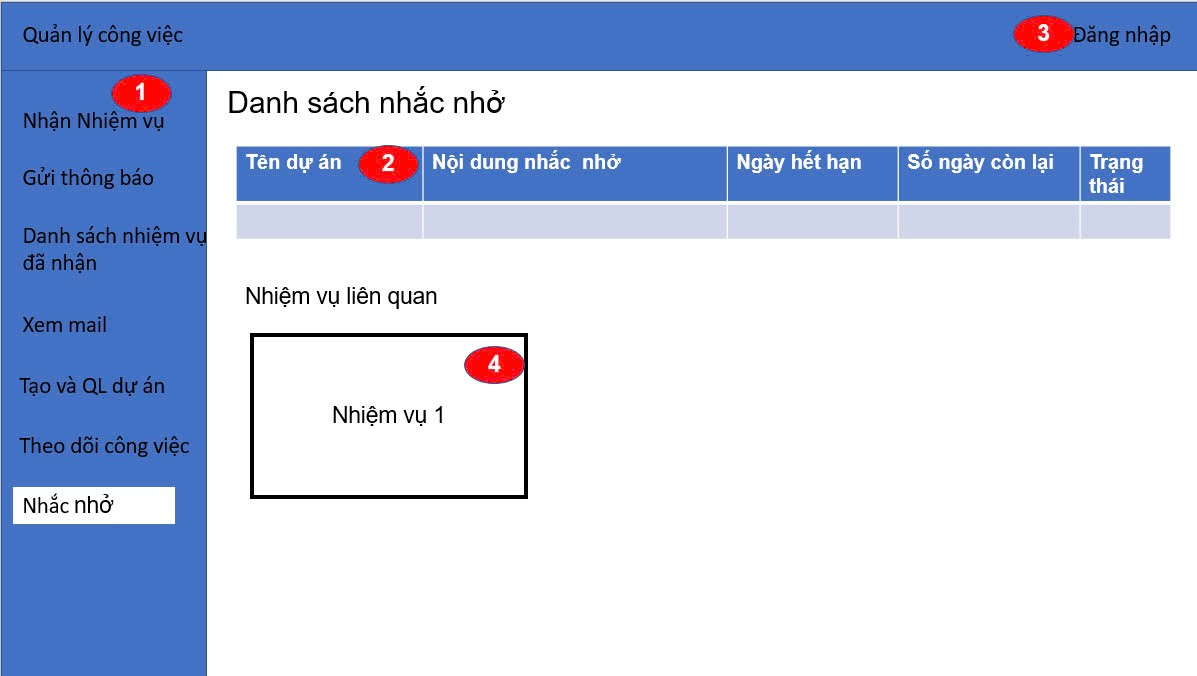 Quản lý công việc
3 Đăng nhập
1
Nhận Nhiệm vụ
Gửi thông báo
Danh sách nhiệm vụ
đã nhận
Xem mail
Tạo và QL dự án
Theo dõi công việc
Nhắc nhở
Danh sách nhắc nhở
Tên dự án 2 Nội dung nhắc nhở Ngày hết hạn Số ngày còn lại Trạng
thái
Nhiệm vụ liên quan
4
Nhiệm vụ 1